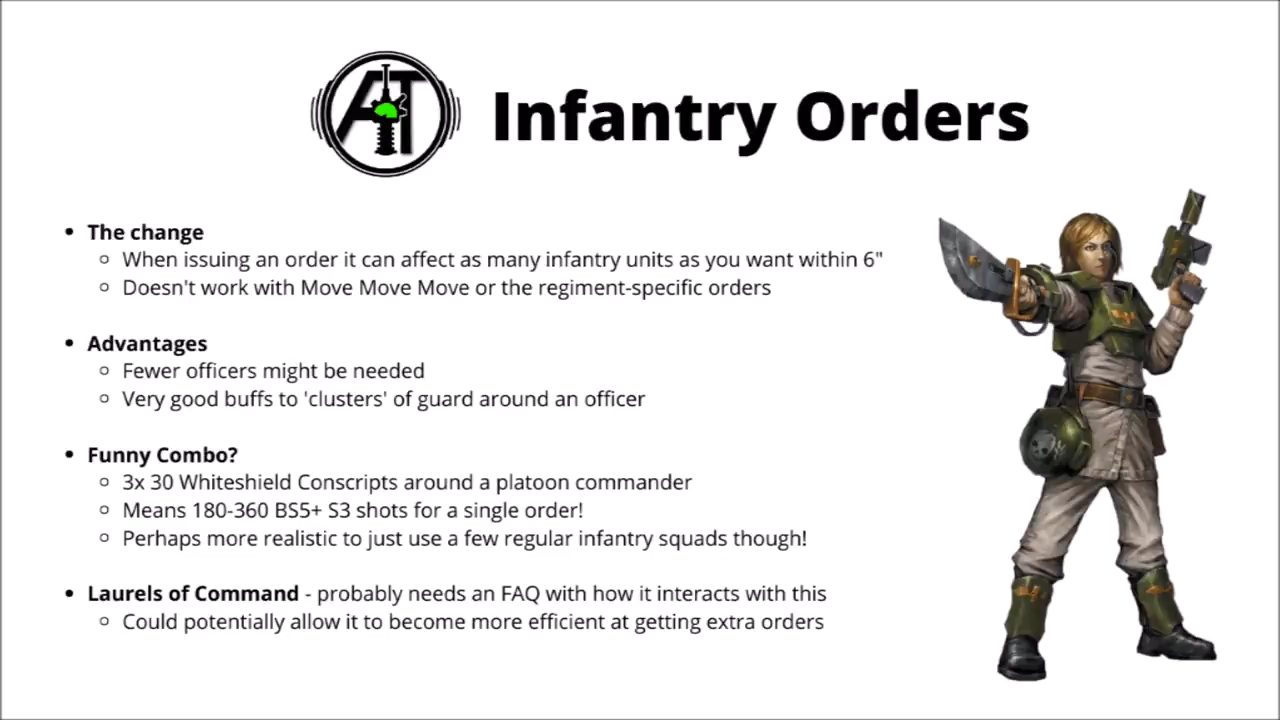 AT
Infantry Orders
• The change
○ When issuing an order it can affect as many infantry units as you want within 6"
○ Doesn't work with Move Move Move or the regiment-specific orders
• Advantages
○ Fewer officers might be needed
○ Very good buffs to 'clusters' of guard around an officer
• Funny Combo?
○ 3x 30 Whiteshield Conscripts around a platoon commander
○ Means 180-360 BS5+ S3 shots for a single order!
○ Perhaps more realistic to just use a few regular infantry squads though!
• Laurels of Command - probably needs an FAQ with how it interacts with this
○ Could potentially allow it to become more efficient at getting extra orders